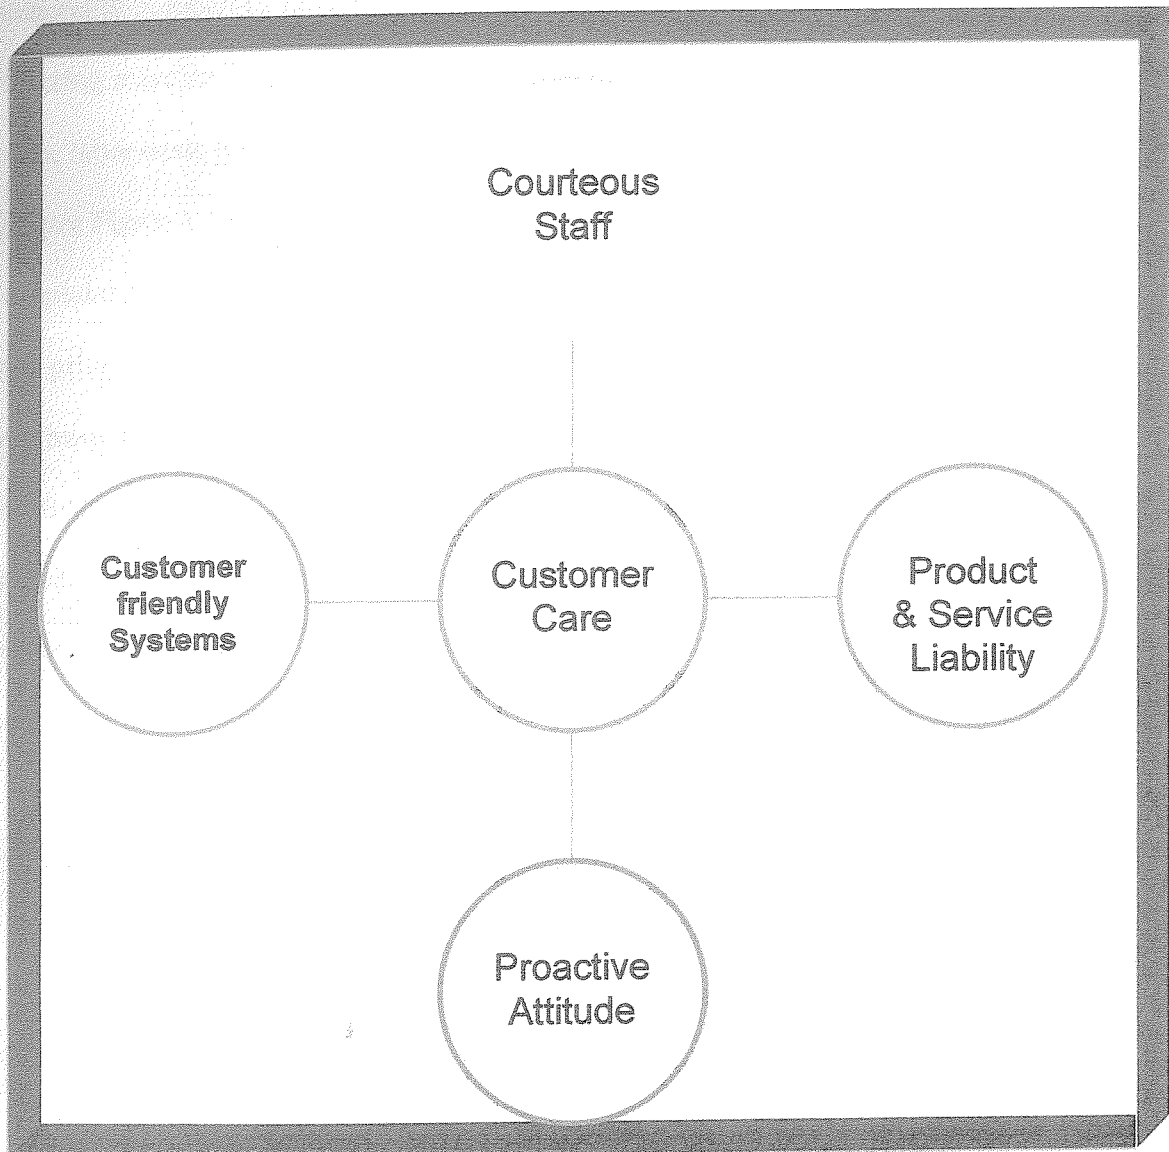 Courteous
Staff
Customer
friendly
Systems
Customer
Care
Product
& Service
Liability
Proactive
Attitude